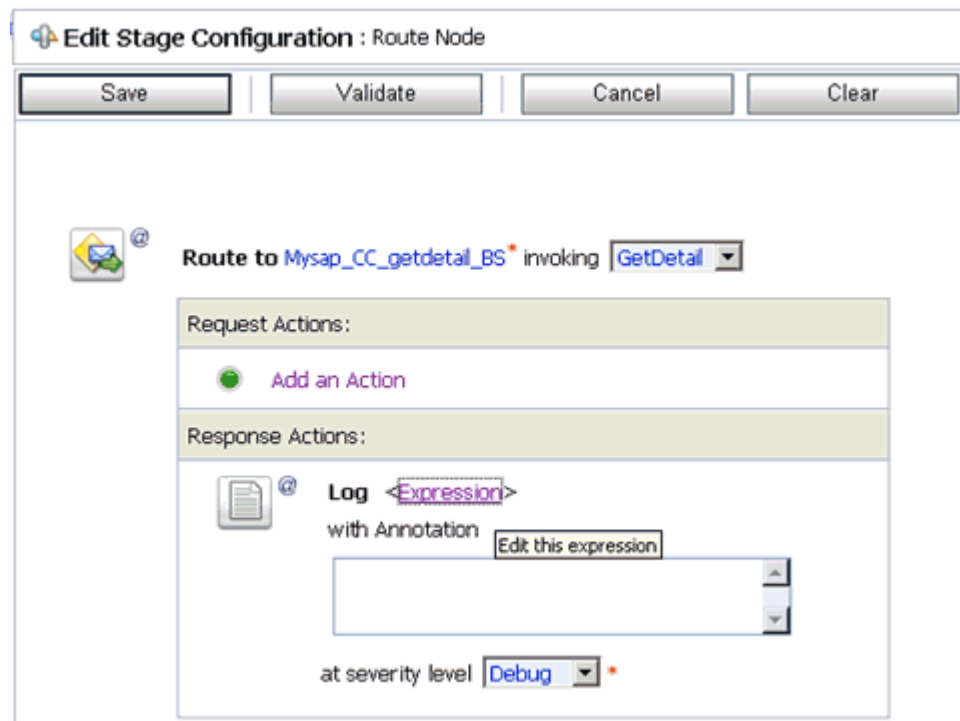 Edit Stage Configuration : Route Node
Save Validate Cancel Clear
@
Route to Mysap_CC_getdetail_BS* invoking GetDetail
Request Actions:
Add an Action
Response Actions:
@
Log <Expression>
with Annotation
Edit this expression
at severity level Debug *